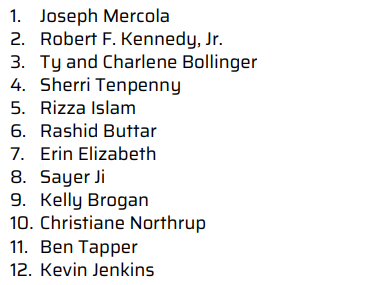 1. Joseph Mercola
2. Robert F. Kennedy, Jr.
3. Ty and Charlene Bollinger
4. Sherri Tenpenny
5. Rizza Islam
6. Rashid Buttar
7. Erin Elizabeth
8. Sayer Ji
9. Kelly Brogan
10. Christiane Northrup
11. Ben Tapper
12. Kevin Jenkins